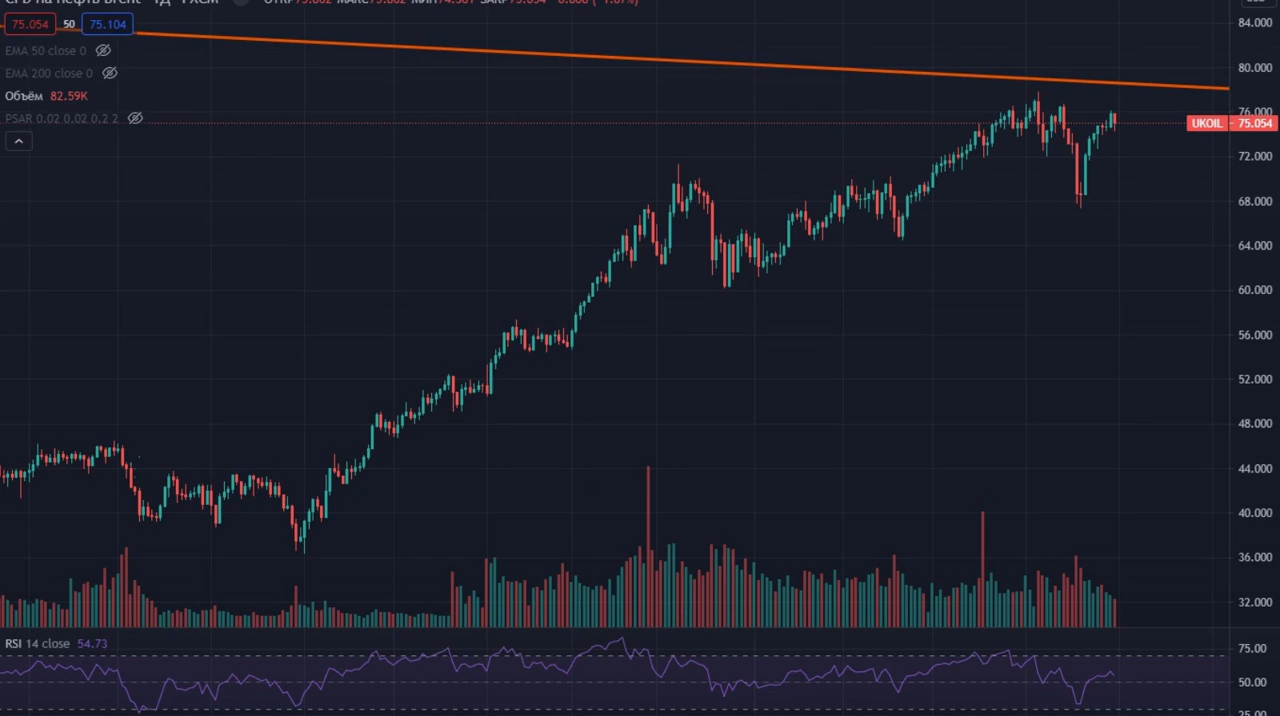 75.054 50 75.104
EMA 50 close 0
EMA 200 close 0
Объём 82.59K
PSAR 0.02 0.02 0.2 2
84.000
80.000
76.000
UKOIL 75.054
72.000
68.000
64.000
60.000
56.000
52.000
48.000
44.000
40.000
36.000
32.000
RSI 14 close 54.73
75.00
50.00
25.00